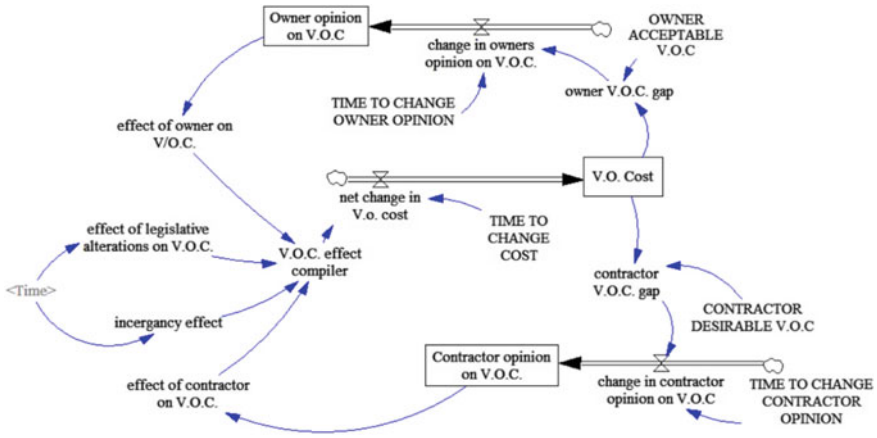 Owner opinion
on V.O.C
OWNER
ACCEPTABLE
V.O.C
change in owners
opinion on V.O.C.
TIME TO CHANGE
OWNER OPINION
owner V.O.C. gap
effect of owner on
V/O.C.
V.O. Cost
net change in
V.o. cost
TIME TO
CHANGE
COST
effect of legislative
alterations on V.O.C.
V.O.C. effect
compiler
<Time>
contractor
V.O.C. gap
incergancy effect
CONTRACTOR
DESIRABLE V.O.C
Contractor opinion
on V.O.C.
effect of contractor
on V.O.C.
change in contractor
opinion on V.O.C
TIME TO CHANGE
CONTRACTOR
OPINION